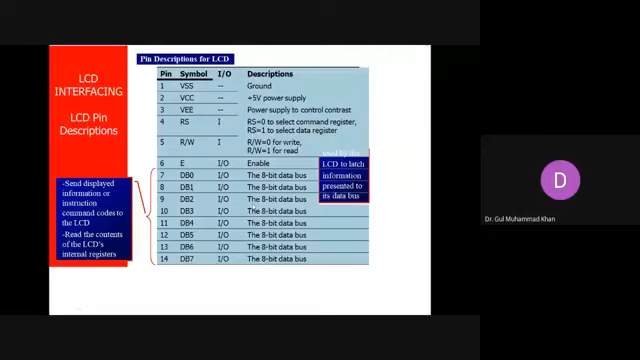 Pin Descriptions for LCD
LCD
INTERFACING
LCD Pin
Descriptions
Pin Symbol I/O Descriptions
1 VSS -- Ground
2 VCC -- +5V power supply
3 VEE -- Power supply to control contrast
4 RS I RS=0 to select command register,
RS=1 to select data register
5 R/W I R/W=0 for write,
R/W=1 for read
6 E I/O Enable
7 DB0 I/O The 8-bit data bus
8 DB1 I/O The 8-bit data bus
9 DB2 I/O The 8-bit data bus
10 DB3 I/O The 8-bit data bus
11 DB4 I/O The 8-bit data bus
12 DB5 I/O The 8-bit data bus
13 DB6 I/O The 8-bit data bus
14 DB7 I/O The 8-bit data bus
used by the
LCD to latch
information
presented to
its data bus
-Send displayed
information or
instruction
command codes to
the LCD
-Read the contents
of the LCD's
internal registers
D
Dr. Gul Muhammad Khan